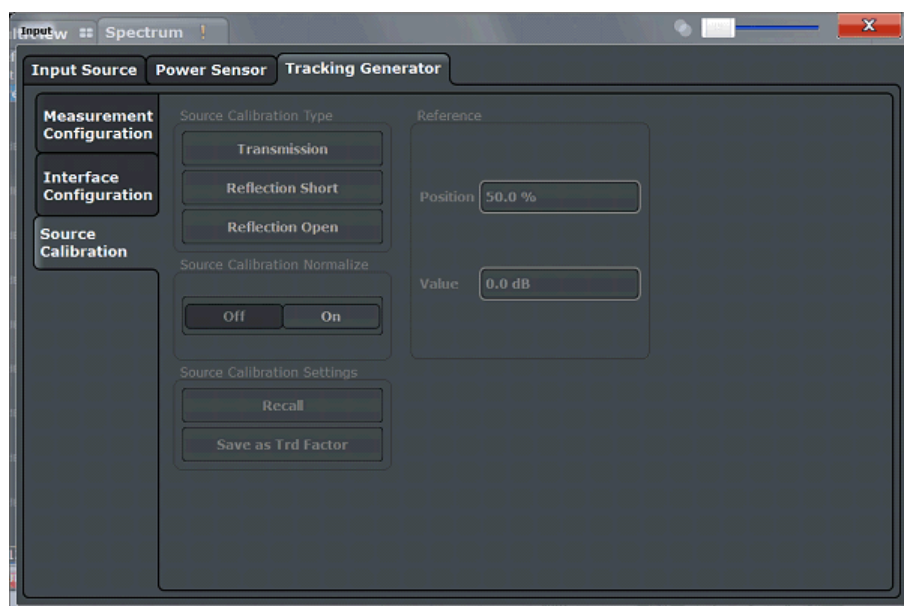 Input
Spectrum !
X
Input Source Power Sensor Tracking Generator
Measurement
Configuration
Interface
Configuration
Source
Calibration
Source Calibration Type
Transmission
Reflection Short
Reflection Open
Source Calibration Normalize
Off On
Source Calibration Settings
Recall
Save as Trd Factor
Reference
Position 50.0 %
Value 0.0 dB